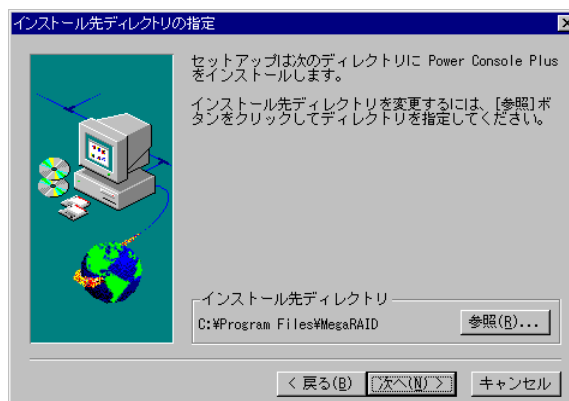 インストール先ディレクトリの指定
セットアップは次のディレクトリに Power Console Plus
をインストールします。
インストール先ディレクトリを変更するには、[参照]ボ
タンをクリックしてディレクトリを指定してください。
インストール先ディレクトリ
C:¥Program Files¥MegaRAID
参照(R)...
< 戻る(B)
次へ(N) >
キャンセル